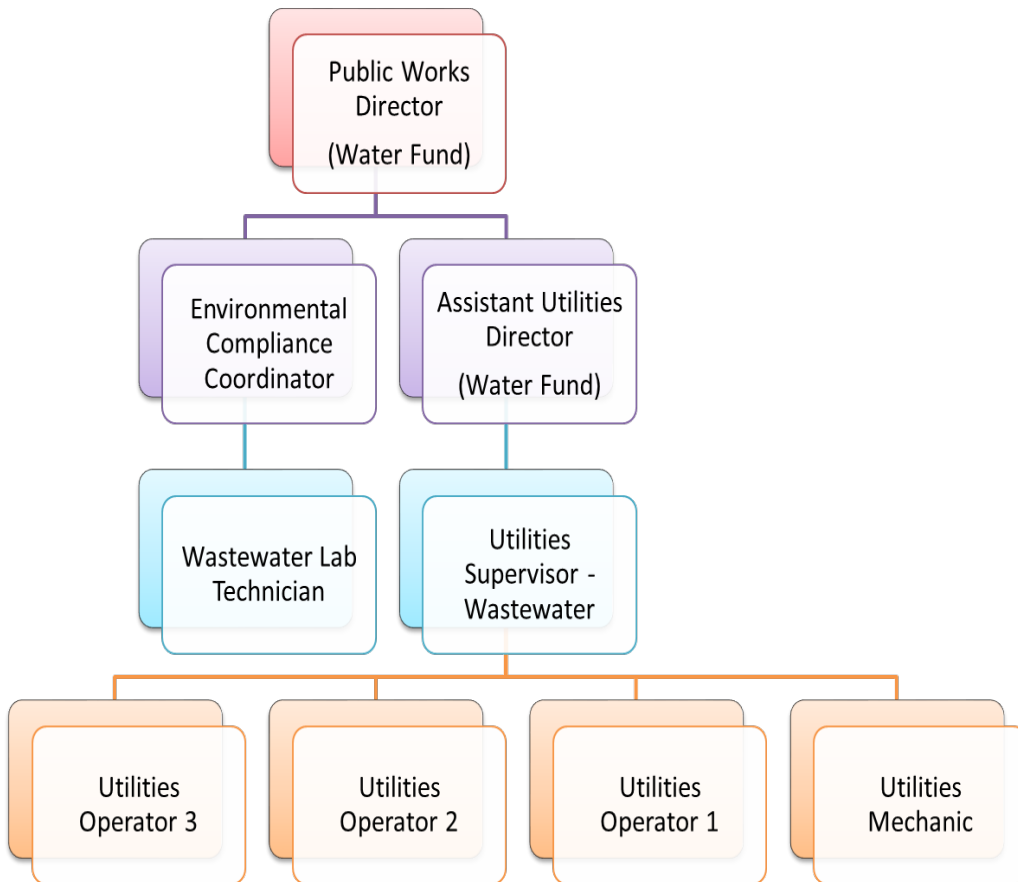 Public Works
Director
(Water Fund)
Environmental
Compliance
Coordinator
Assistant Utilities
Director
(Water Fund)
Wastewater Lab
Technician
Utilities
Supervisor -
Wastewater
Utilities
Operator 3
Utilities
Operator 2
Utilities
Operator 1
Utilities
Mechanic